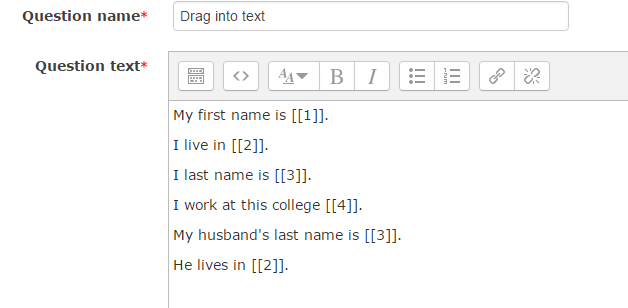 Question name*
Drag into text
Question text*
<> AA B I
My first name is [[1]].
I live in [[2]].
I last name is [[3]].
I work at this college [[4]].
My husband's last name is [[3]].
He lives in [[2]].